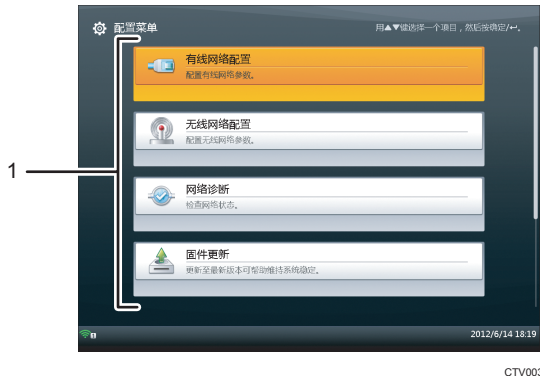 配置菜单
用▲▼键选择一个项目，然后按确定/↵。
有线网络配置
配置有线网络参数。
无线网络配置
配置无线网络参数。
1
网络诊断
检查网络状态。
固件更新
更新至最新版本可帮助维持系统稳定。
2012/6/14 18:19
CTV003